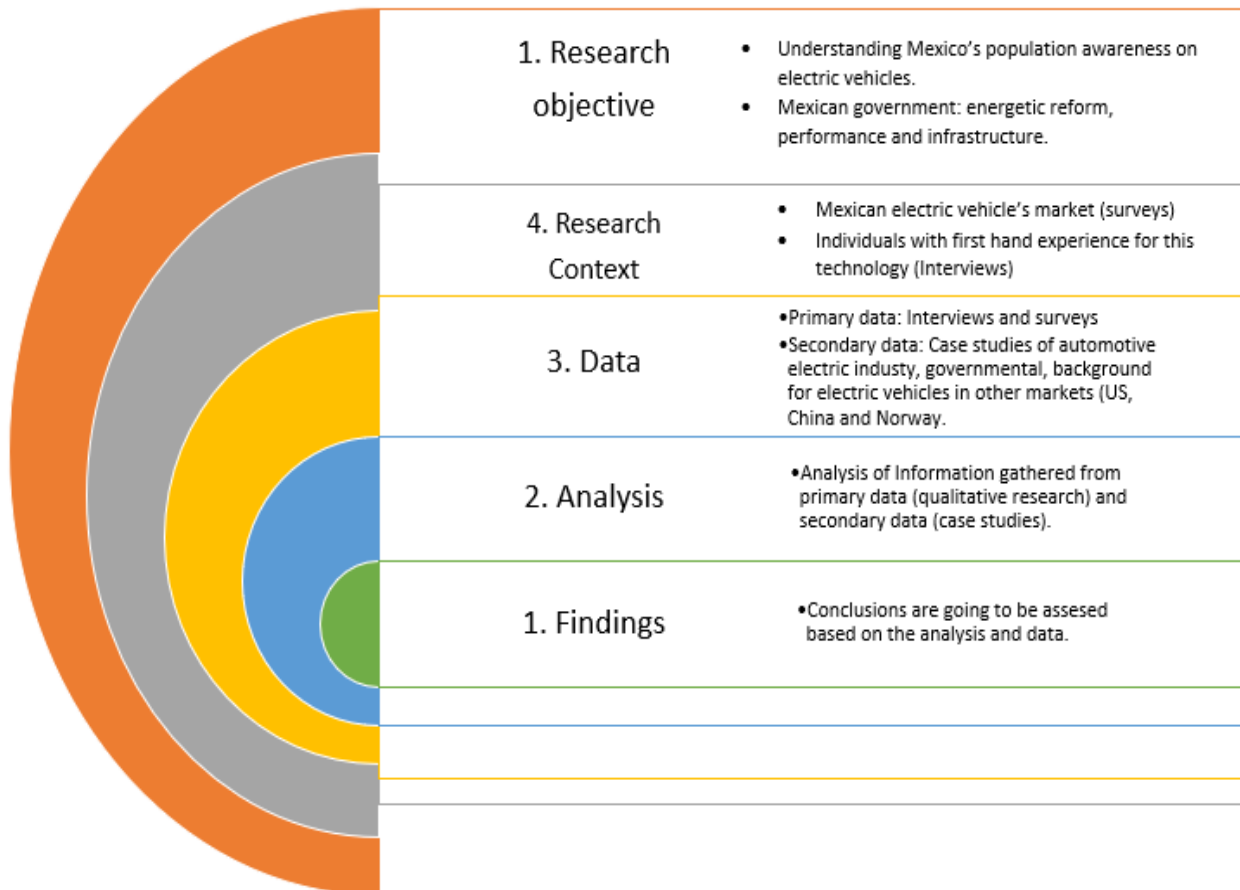 1. Research
objective
• Understanding Mexico's population awareness on
electric vehicles.
• Mexican government: energetic reform,
performance and infrastructure.
4. Research
Context
• Mexican electric vehicle's market (surveys)
• Individuals with first hand experience for this
technology (Interviews)
3. Data
•Primary data: Interviews and surveys
•Secondary data: Case studies of automotive
electric industy, governmental, background
for electric vehicles in other markets (US,
China and Norway.
2. Analysis
•Analysis of Information gathered from
primary data (qualitative research) and
secondary data (case studies).
1. Findings
•Conclusions are going to be assesed
based on the analysis and data.